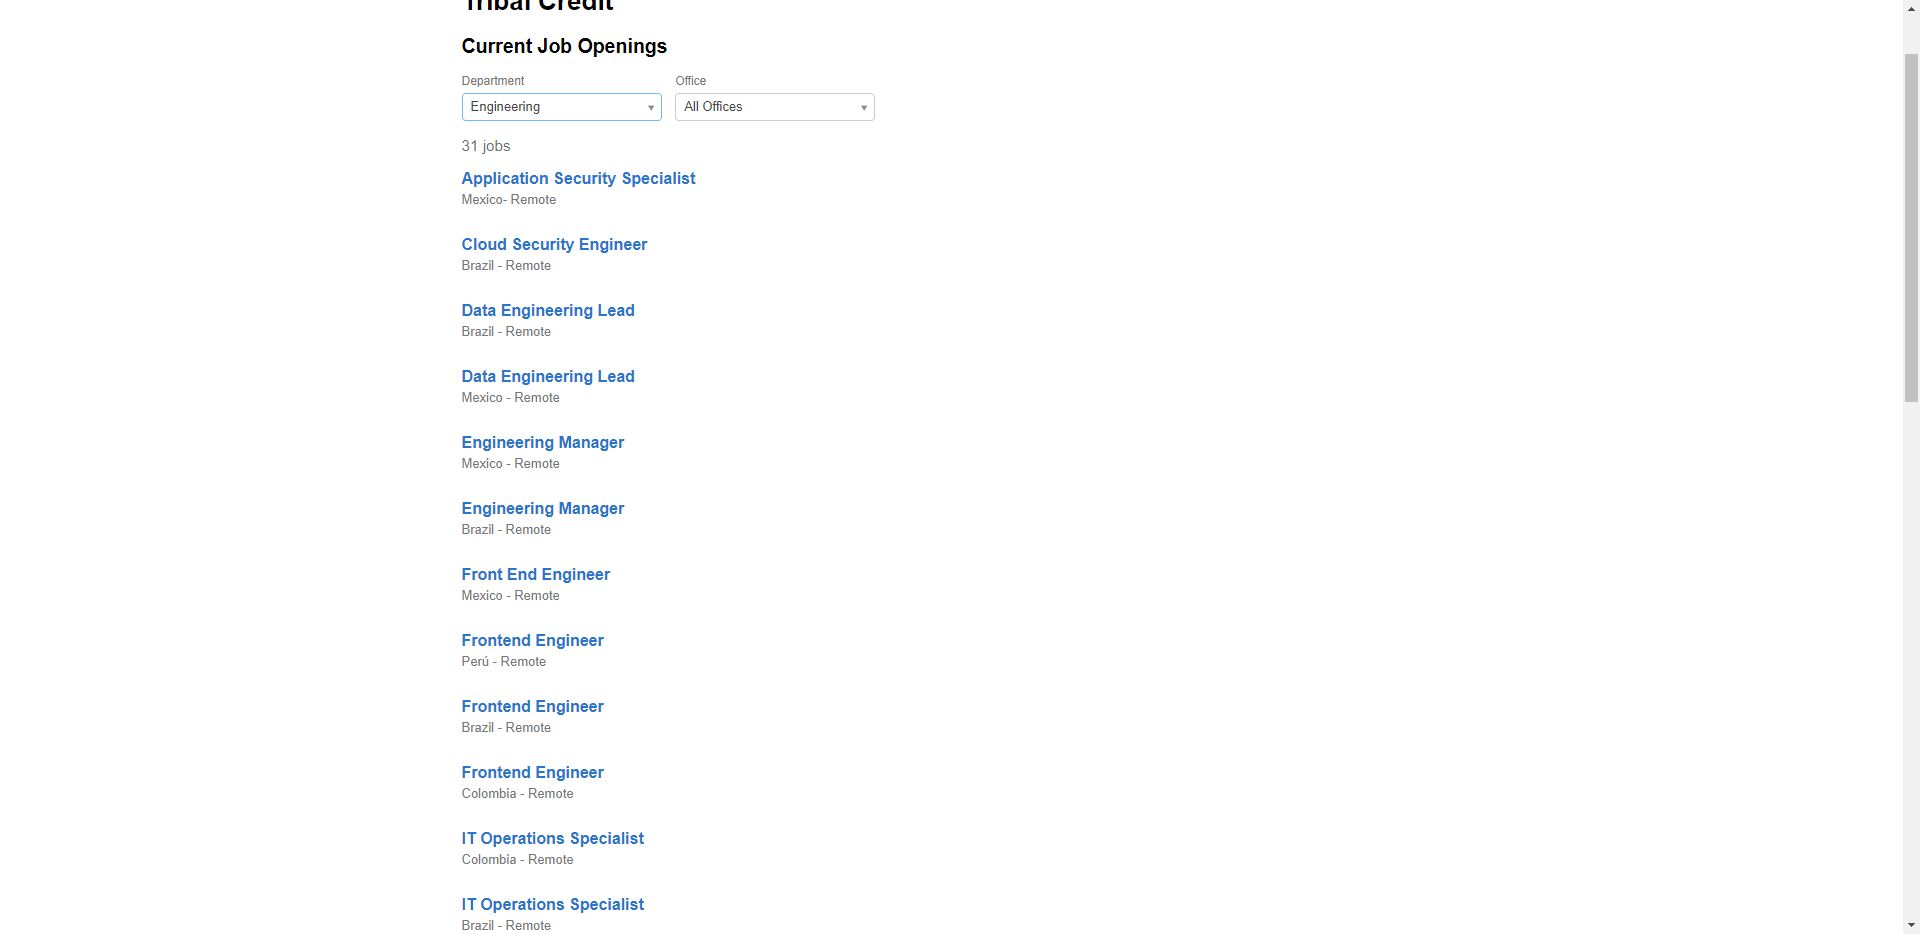 Tribal Credit
Current Job Openings
Department Office
Engineering All Offices
31 jobs
Application Security Specialist
Mexico- Remote
Cloud Security Engineer
Brazil - Remote
Data Engineering Lead
Brazil - Remote
Data Engineering Lead
Mexico - Remote
Engineering Manager
Mexico - Remote
Engineering Manager
Brazil - Remote
Front End Engineer
Mexico - Remote
Frontend Engineer
Perú - Remote
Frontend Engineer
Brazil - Remote
Frontend Engineer
Colombia - Remote
IT Operations Specialist
Colombia - Remote
IT Operations Specialist
Brazil - Remote